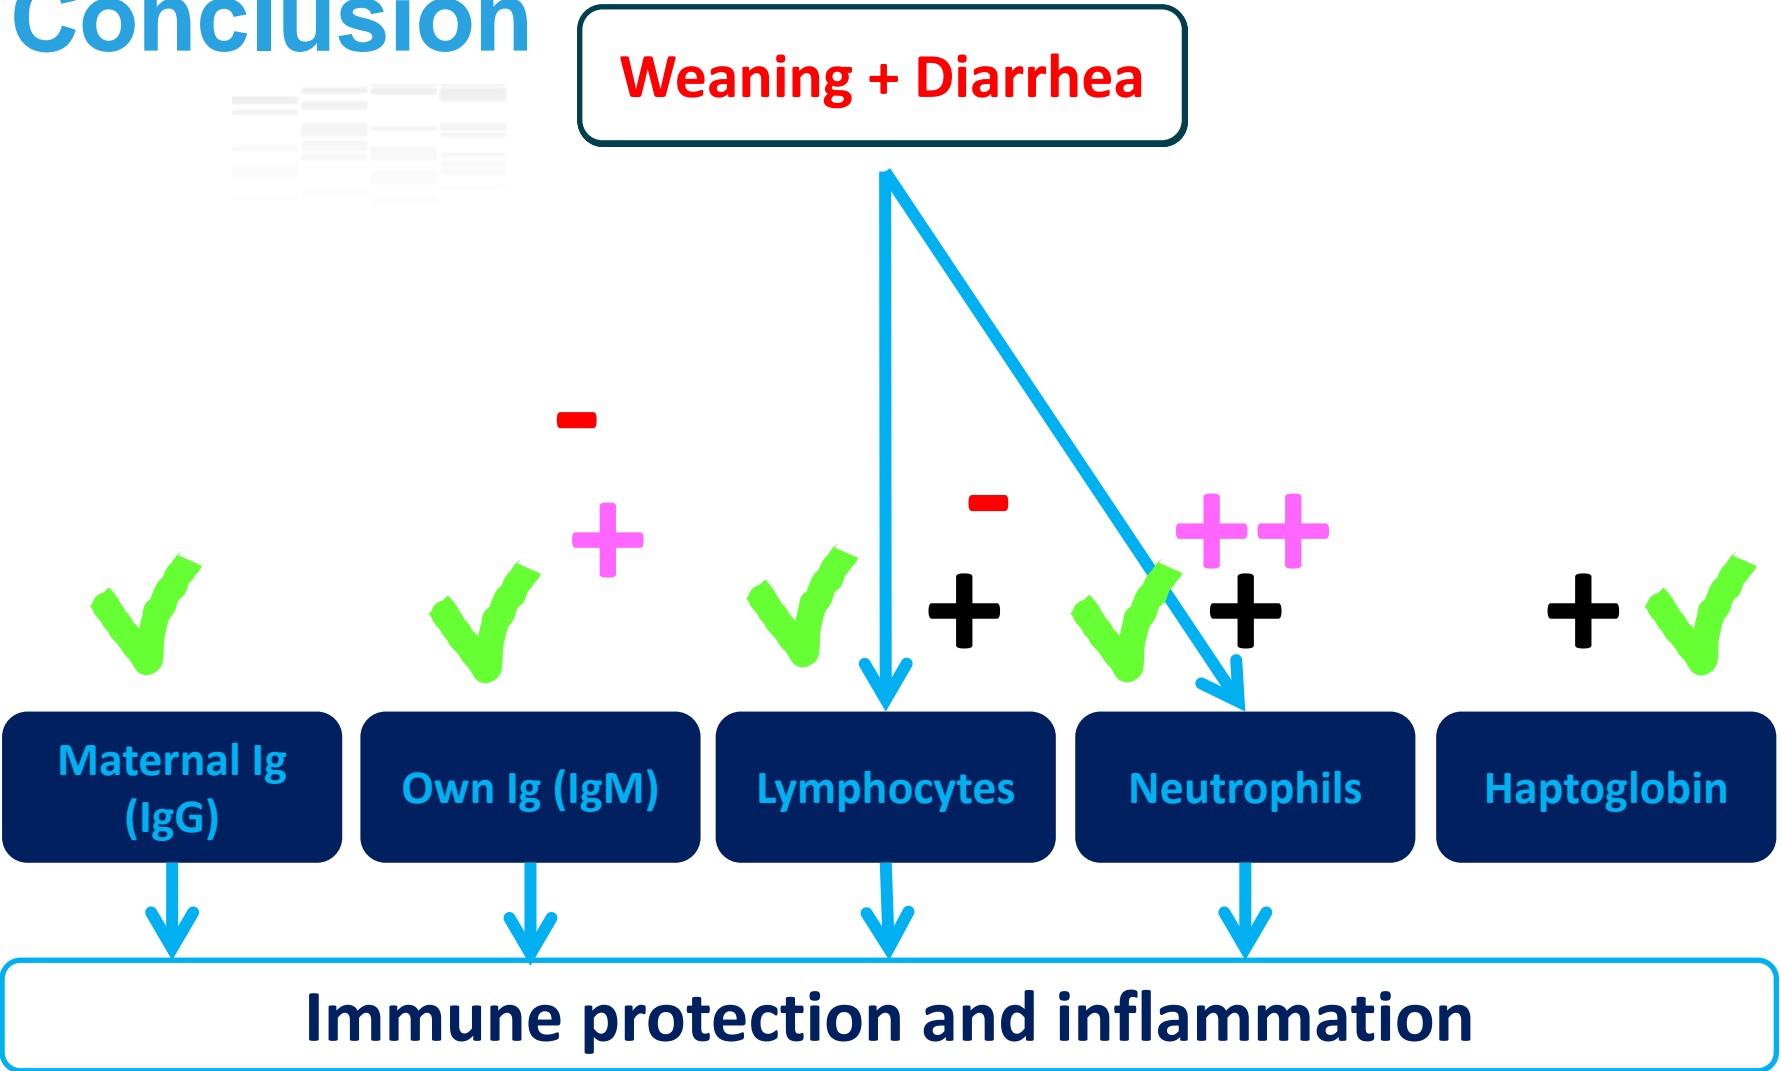 Conclusion
Weaning + Diarrhea
-
+
-
++
+
+
+
Maternal Ig
(IgG)
Own Ig (IgM)
Lymphocytes
Neutrophils
Haptoglobin
Immune protection and inflammation